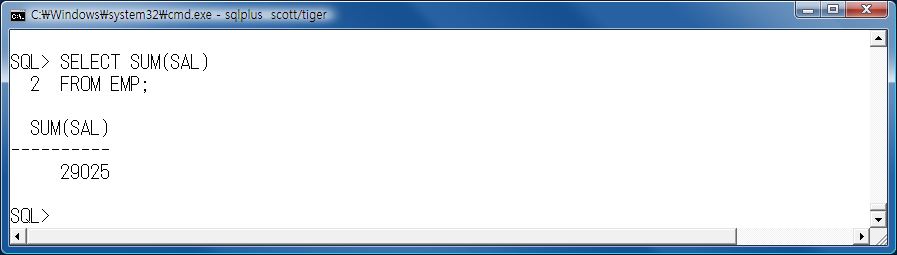 C:₩Windows₩system32₩cmd.exe - sqlplus  scott/tiger
SQL> SELECT SUM(SAL)
  2  FROM EMP;
  SUM(SAL)
----------
     29025
SQL>